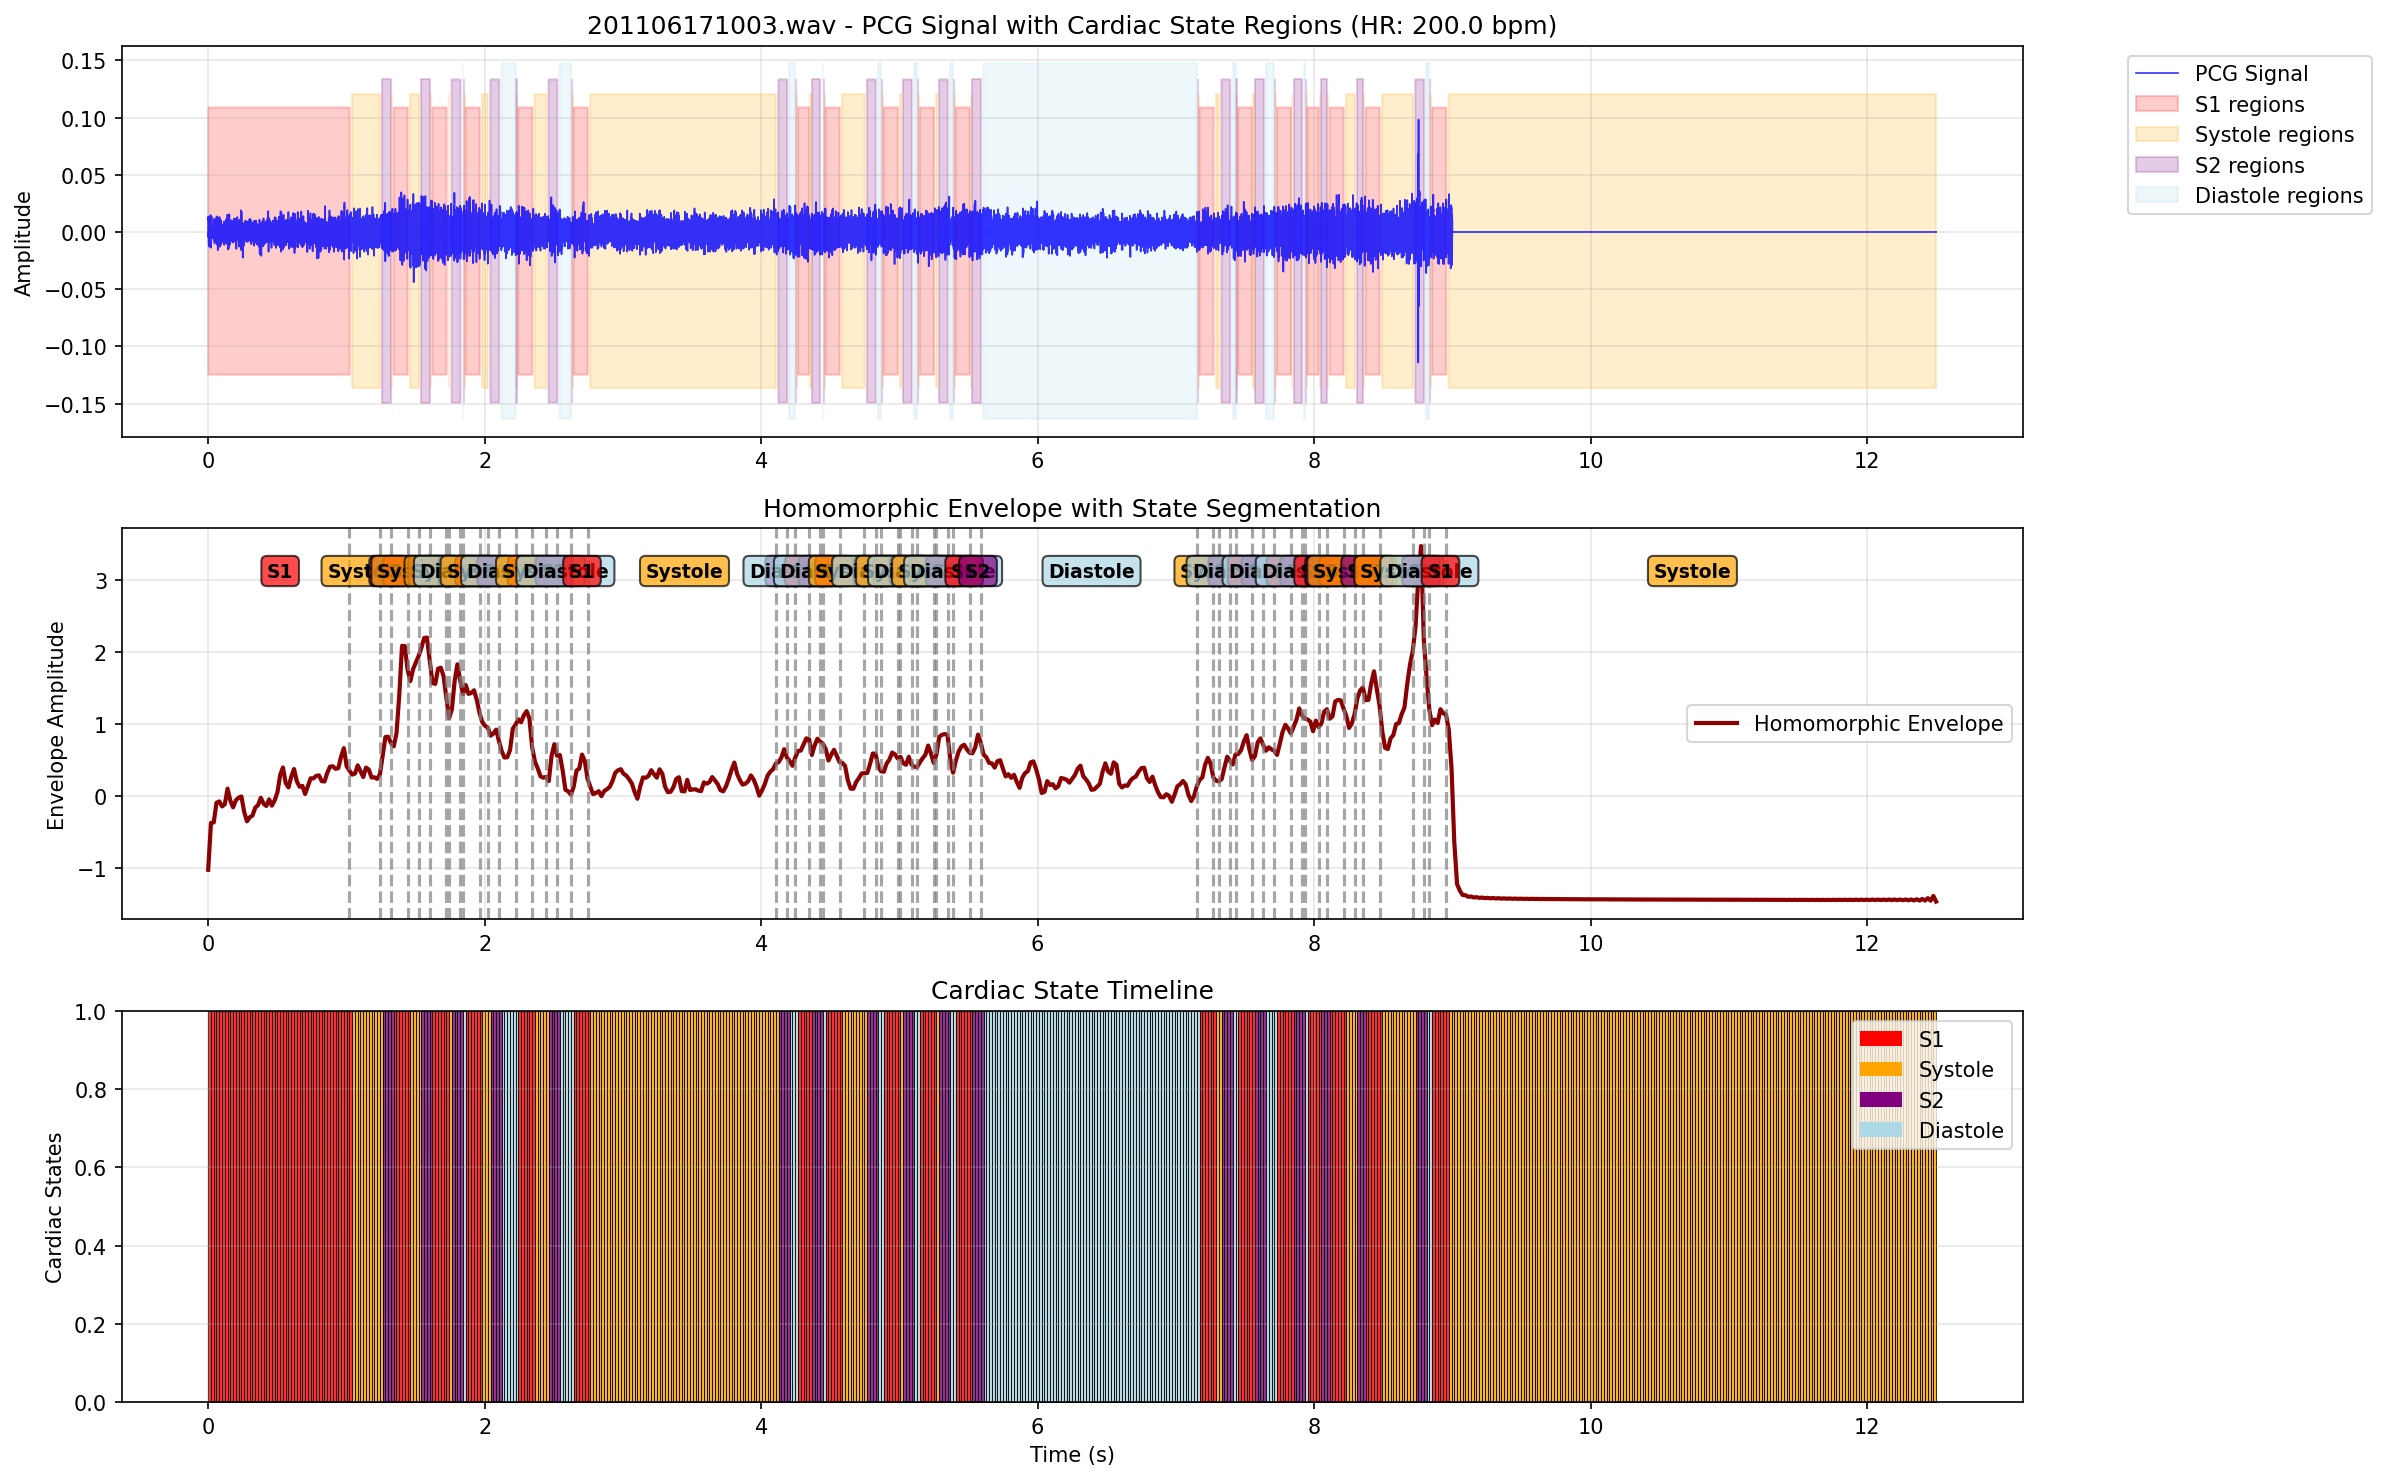 201106171003.wav - PCG Signal with Cardiac State Regions (HR: 200.0 bpm)
Amplitude
0.15
0.10
0.05
0.00
−0.05
−0.10
−0.15
0 2 4 6 8 10 12
PCG Signal
S1 regions
Systole regions
S2 regions
Diastole regions
Homomorphic Envelope with State Segmentation
Envelope Amplitude
3
2
1
0
−1
S1
Systole
Diastole
Systole
0 2 4 6 8 10 12
Homomorphic Envelope
Cardiac State Timeline
Cardiac States
1.0
0.8
0.6
0.4
0.2
0.0
0 2 4 6 8 10 12
Time (s)
S1
Systole
S2
Diastole